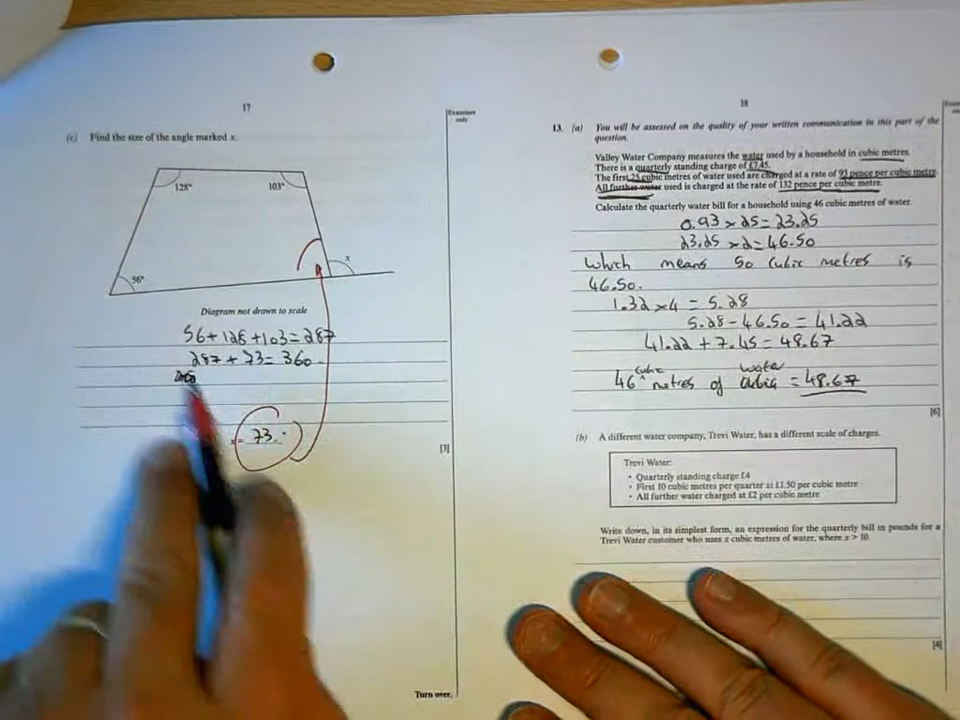 17
Examiner only
(c) Find the size of the angle marked x.
128°
103°
x
56°
Diagram not drawn to scale
56+128+103=287
287+73=360
x= 73.
[3]
Turn over.
18
13. (a) You will be assessed on the quality of your written communication in this part of the question.
Valley Water Company measures the water used by a household in cubic metres.
There is a quarterly standing charge of £7.45.
The first 25 cubic metres of water used are charged at a rate of 93 pence per cubic metre.
All further water used is charged at the rate of 132 pence per cubic metre.
Calculate the quarterly water bill for a household using 46 cubic metres of water.
0.93 × 25 = 23.25
23.25 × 2 = 46.50
Which means 50 cubic metres is
46.50.
1.32 × 4 = 5.28
5.28 - 46.50 = 41.22
41.22 + 7.45 = 48.67
46 cubic metres of cubic water = 48.67
[6]
(b) A different water company, Trevi Water, has a different scale of charges.
Trevi Water:
• Quarterly standing charge £4
• First 10 cubic metres per quarter at £1.50 per cubic metre
• All further water charged at £2 per cubic metre
Write down, in its simplest form, an expression for the quarterly bill in pounds for a
Trevi Water customer who uses x cubic metres of water, where x > 10.
[4]